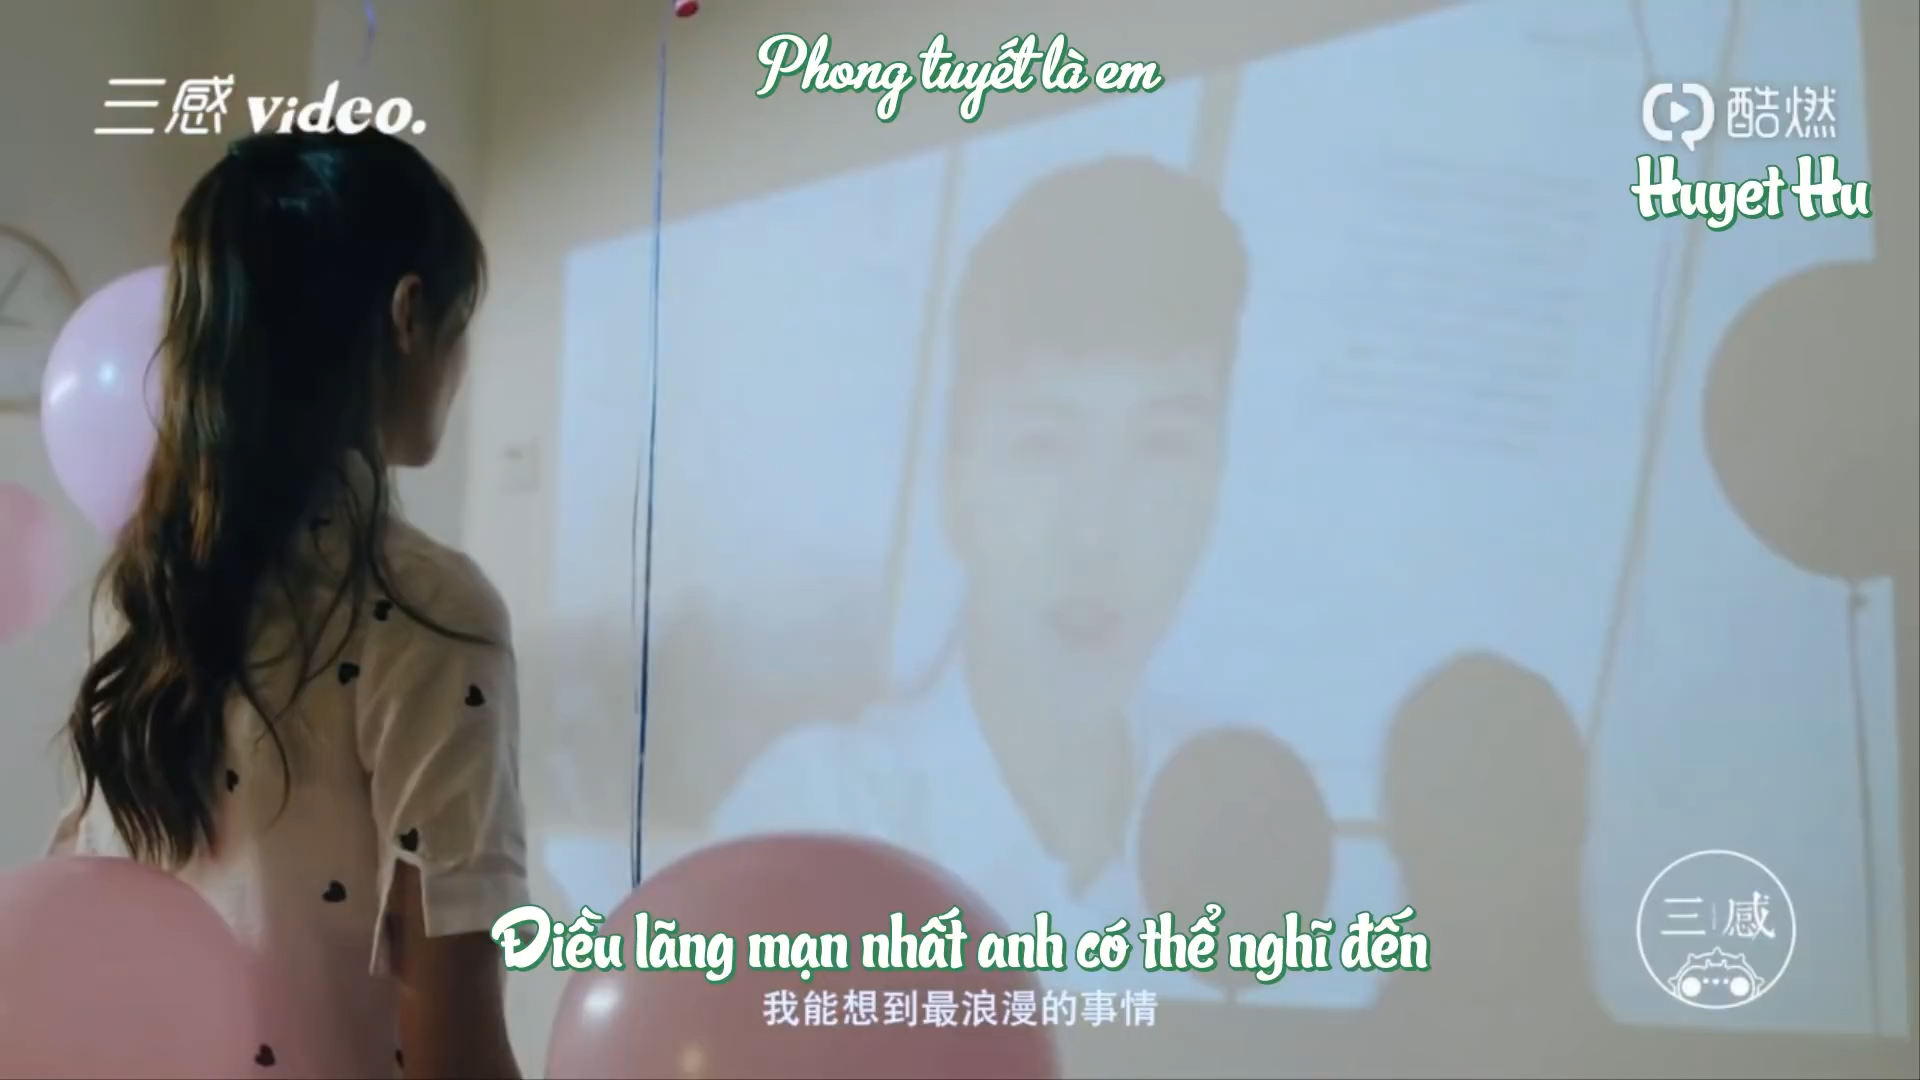 Phong tuyết là em
三感 video.
酷燃
Huyet Hu
三感
Điều lãng mạn nhất anh có thể nghĩ đến
我能想到最浪漫的事情